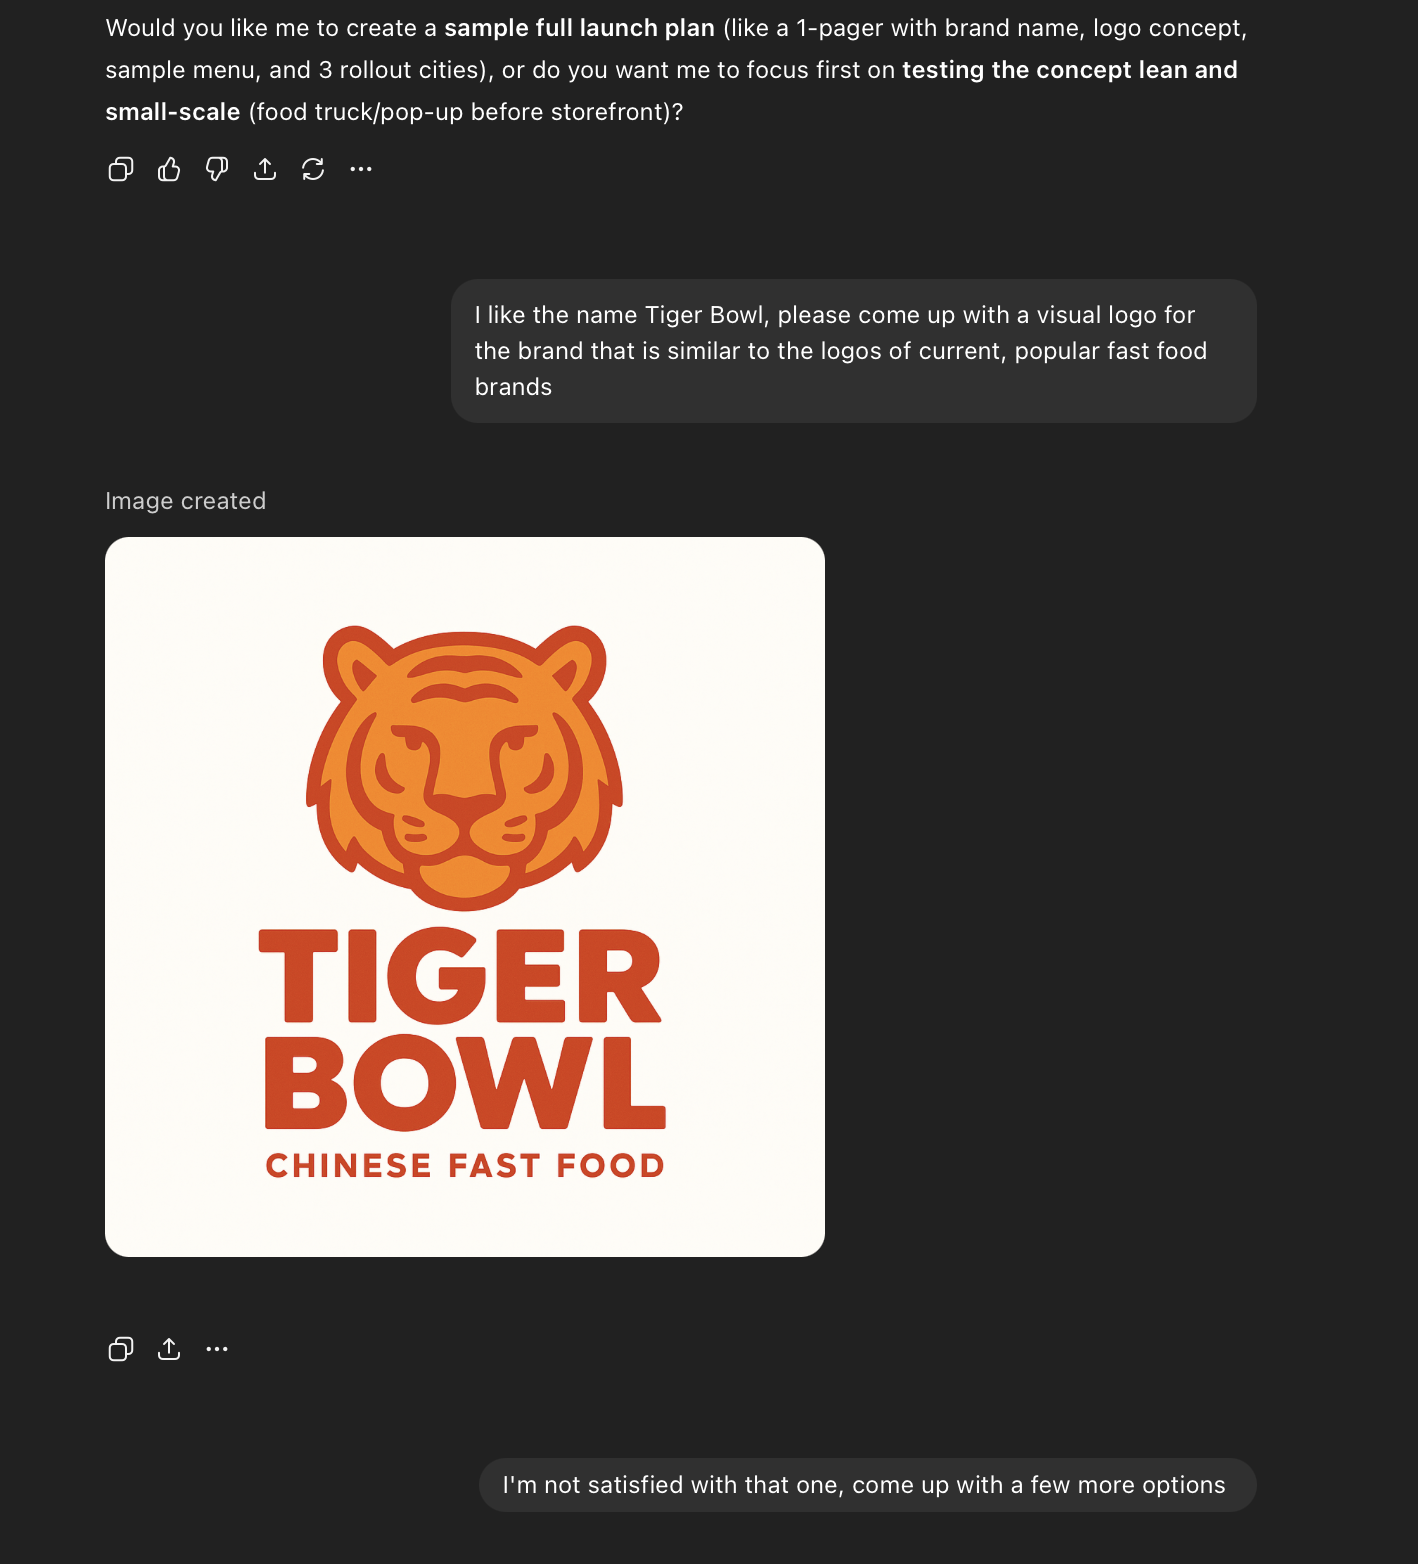 Would you like me to create a sample full launch plan (like a 1-pager with brand name, logo concept,
sample menu, and 3 rollout cities), or do you want me to focus first on testing the concept lean and
small-scale (food truck/pop-up before storefront)?
I like the name Tiger Bowl, please come up with a visual logo for
the brand that is similar to the logos of current, popular fast food
brands
Image created
TIGER
BOWL
CHINESE FAST FOOD
I'm not satisfied with that one, come up with a few more options